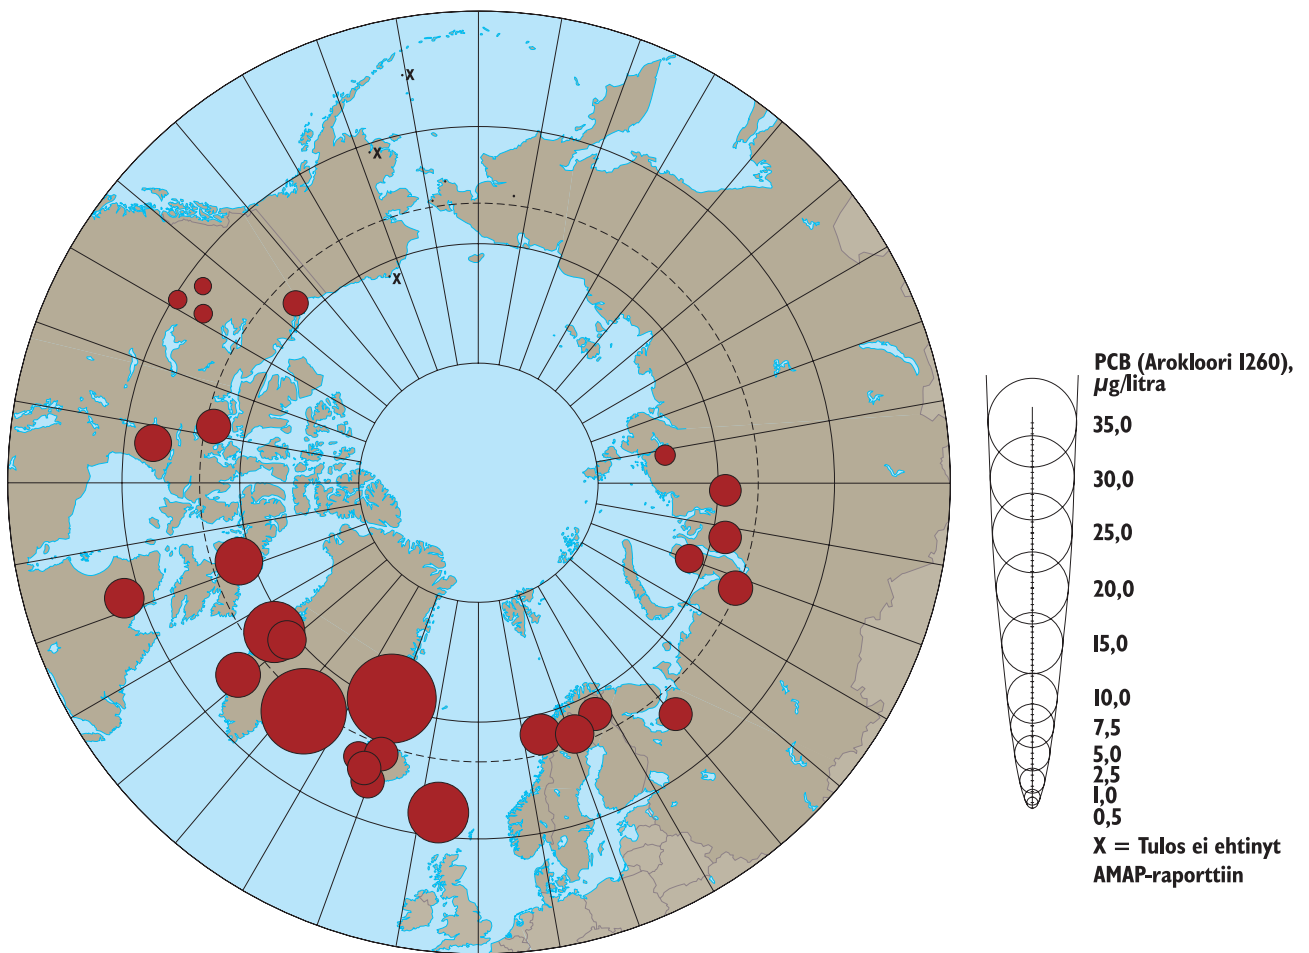 X
X
X
PCB (Arokloori 1260),
µg/litra
35,0
30,0
25,0
20,0
15,0
10,0
7,5
5,0
2,5
1,0
0,5
X = Tulos ei ehtinyt
AMAP-raporttiin